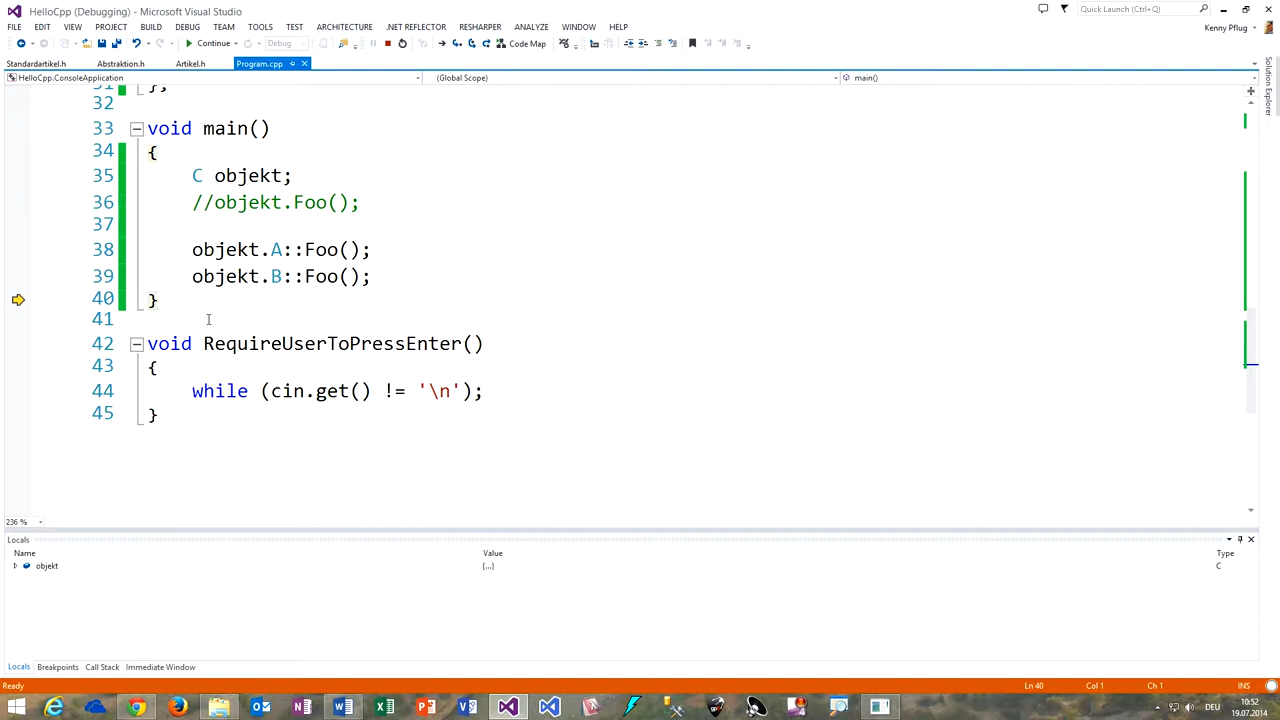 HelloCpp (Debugging) - Microsoft Visual Studio
Quick Launch (Ctrl+Q)
FILE EDIT VIEW PROJECT BUILD DEBUG TEAM TOOLS TEST ARCHITECTURE .NET REFLECTOR RESHARPER ANALYZE WINDOW HELP
Kenny Pflug
Continue Debug Code Map
Standardartikel.h Abstraktion.h Artikel.h Program.cpp
Solution Explorer
HelloCpp.ConsoleApplication (Global Scope) main()
31 };
32
33 void main()
34 {
35 C objekt;
36 //objekt.Foo();
37
38 objekt.A::Foo();
39 objekt.B::Foo();
40 }
41
42 void RequireUserToPressEnter()
43 {
44 while (cin.get() != '\n');
45 }
236 %
Locals
Name Value Type
objekt {...} C
Locals Breakpoints Call Stack Immediate Window
Ready Ln 40 Col 1 Ch 1 INS
DEU 10:52
19.07.2014